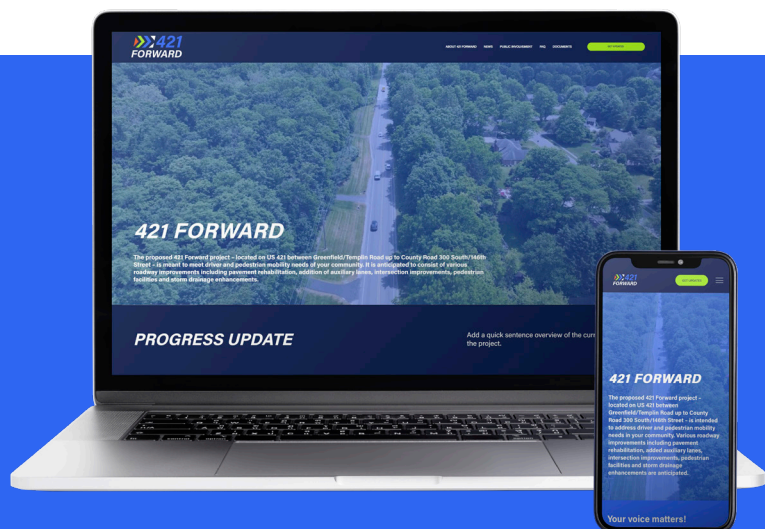 421
FORWARD
ABOUT 421 FORWARD NEWS PUBLIC INVOLVEMENT FAQ DOCUMENTS GET UPDATES
421 FORWARD
The proposed 421 Forward project – located on US 421 between Greenfield/Templin Road up to County Road 300 South/146th
Street – is meant to meet driver and pedestrian mobility needs of your community. It is anticipated to consist of various
roadway improvements including pavement rehabilitation, addition of auxiliary lanes, intersection improvements, pedestrian
facilities and storm drainage enhancements.
PROGRESS UPDATE
Add a quick sentence overview of the
the project.
421
FORWARD
GET UPDATES
421 FORWARD
The proposed 421 Forward project –
located on US 421 between
Greenfield/Templin Road up to County
Road 300 South/146th Street – is intended
to address driver and pedestrian mobility
needs in your community. Various roadway
improvements including pavement
rehabilitation, added auxiliary lanes,
intersection improvements, pedestrian
facilities and storm drainage
enhancements are anticipated.
Your voice matters!